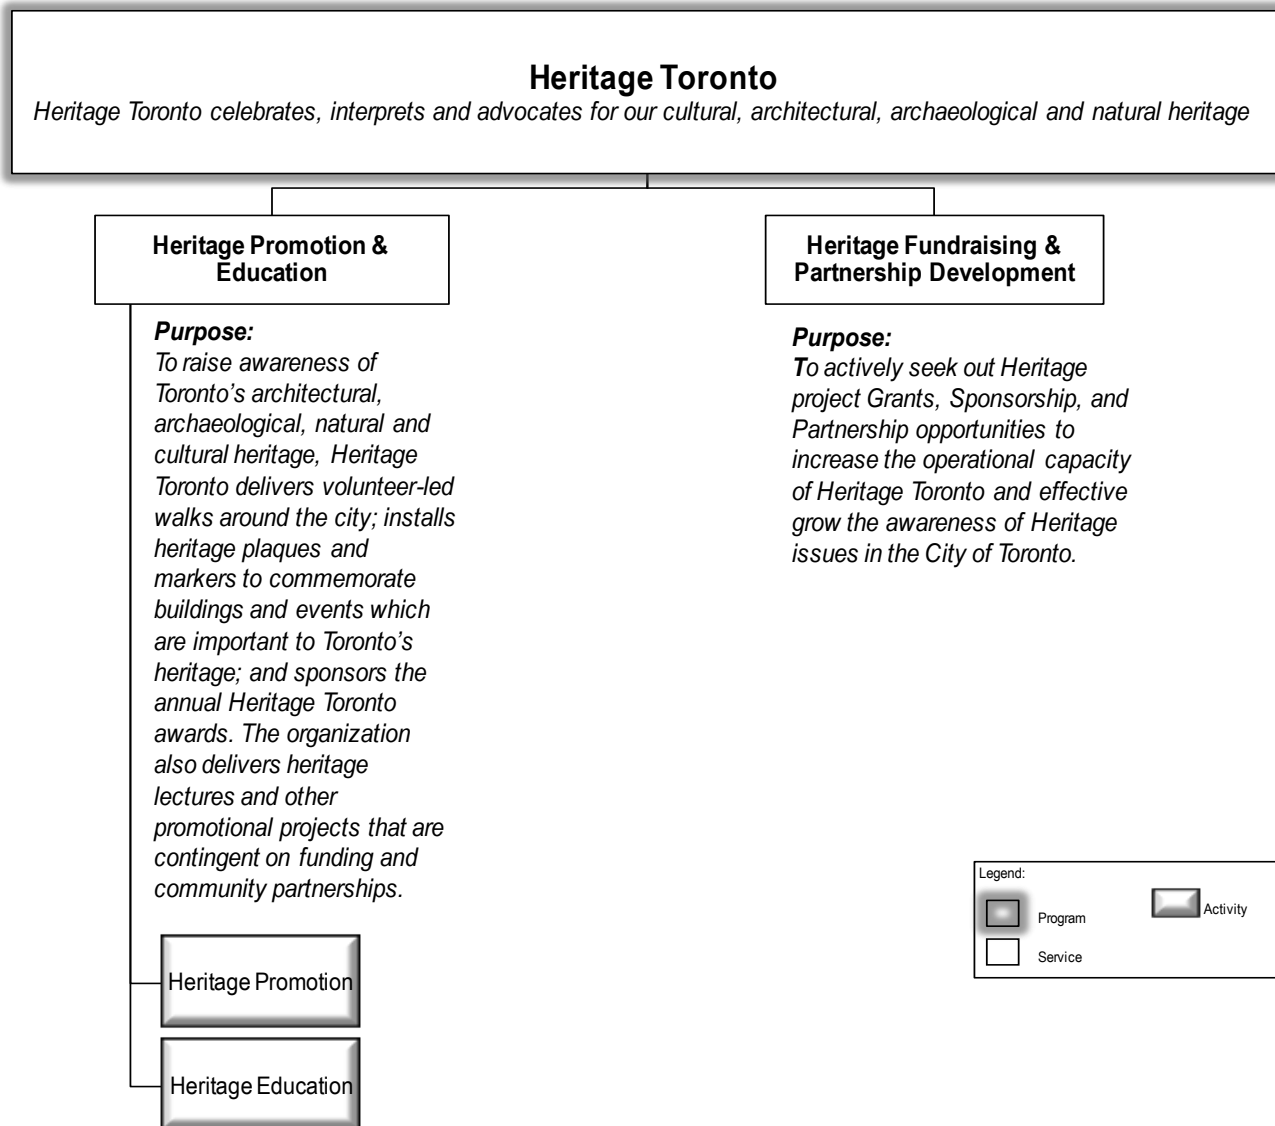 Heritage Toronto
Heritage Toronto celebrates, interprets and advocates for our cultural, architectural, archaeological and natural heritage
Heritage Promotion &
Education
Purpose:
To raise awareness of
Toronto’s architectural,
archaeological, natural and
cultural heritage, Heritage
Toronto delivers volunteer-led
walks around the city; installs
heritage plaques and
markers to commemorate
buildings and events which
are important to Toronto’s
heritage; and sponsors the
annual Heritage Toronto
awards. The organization
also delivers heritage
lectures and other
promotional projects that are
contingent on funding and
community partnerships.
Heritage Promotion
Heritage Education
Heritage Fundraising &
Partnership Development
Purpose:
To actively seek out Heritage
project Grants, Sponsorship, and
Partnership opportunities to
increase the operational capacity
of Heritage Toronto and effective
grow the awareness of Heritage
issues in the City of Toronto.
Legend:
Program
Service
Activity